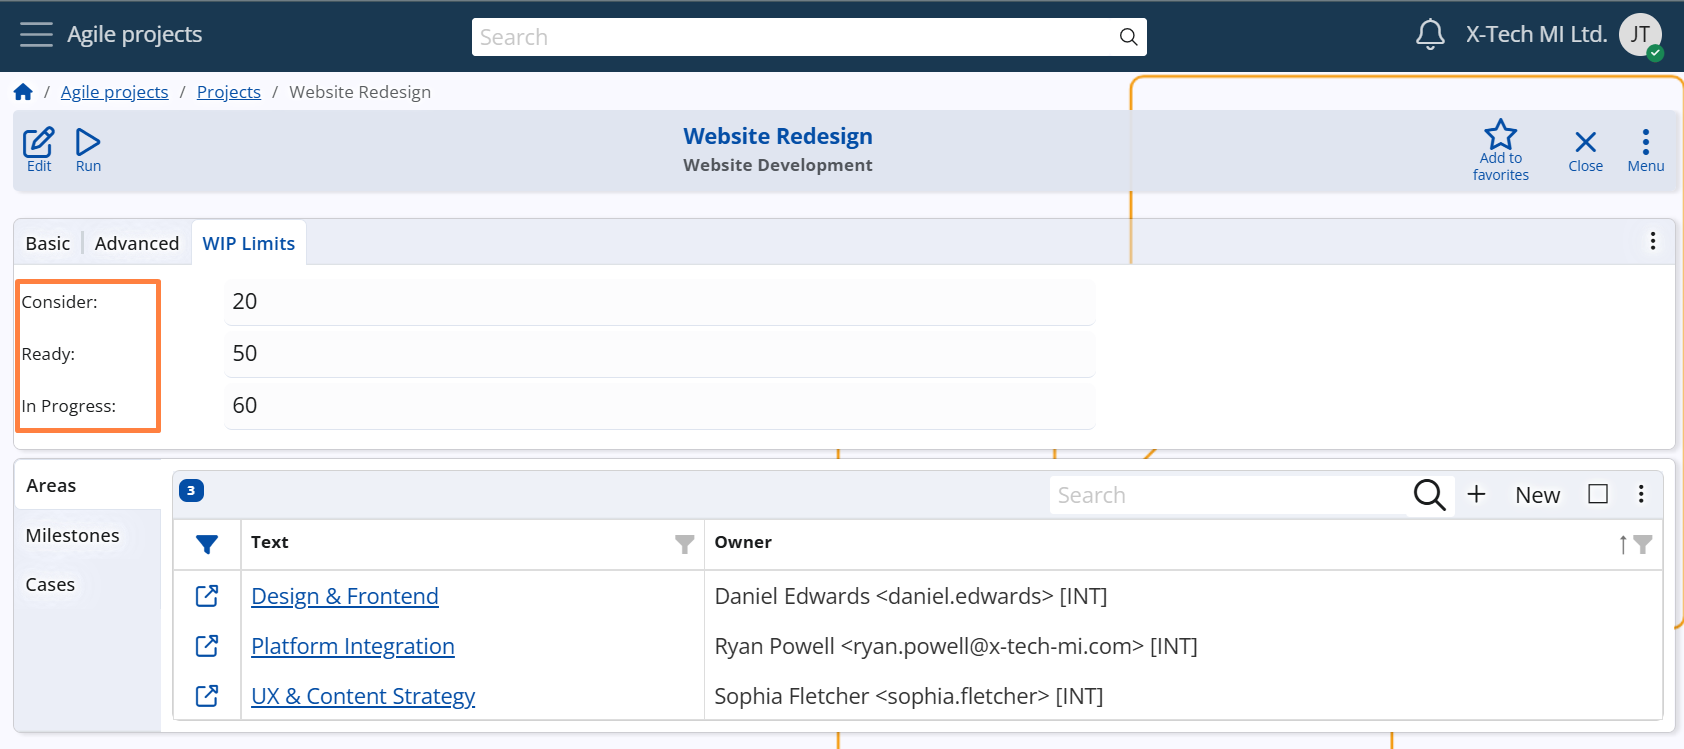 Agile projects
Search
X-Tech MI Ltd.
JT
/ Agile projects / Projects / Website Redesign
Edit
Run
Website Redesign
Website Development
Add to favorites
Close
Menu
Basic
Advanced
WIP Limits
Consider: 20
Ready: 50
In Progress: 60
Areas
Milestones
Cases
3
Search
New
Text
Owner
Design & Frontend
Daniel Edwards <daniel.edwards> [INT]
Platform Integration
Ryan Powell <ryan.powell@x-tech-mi.com> [INT]
UX & Content Strategy
Sophia Fletcher <sophia.fletcher> [INT]